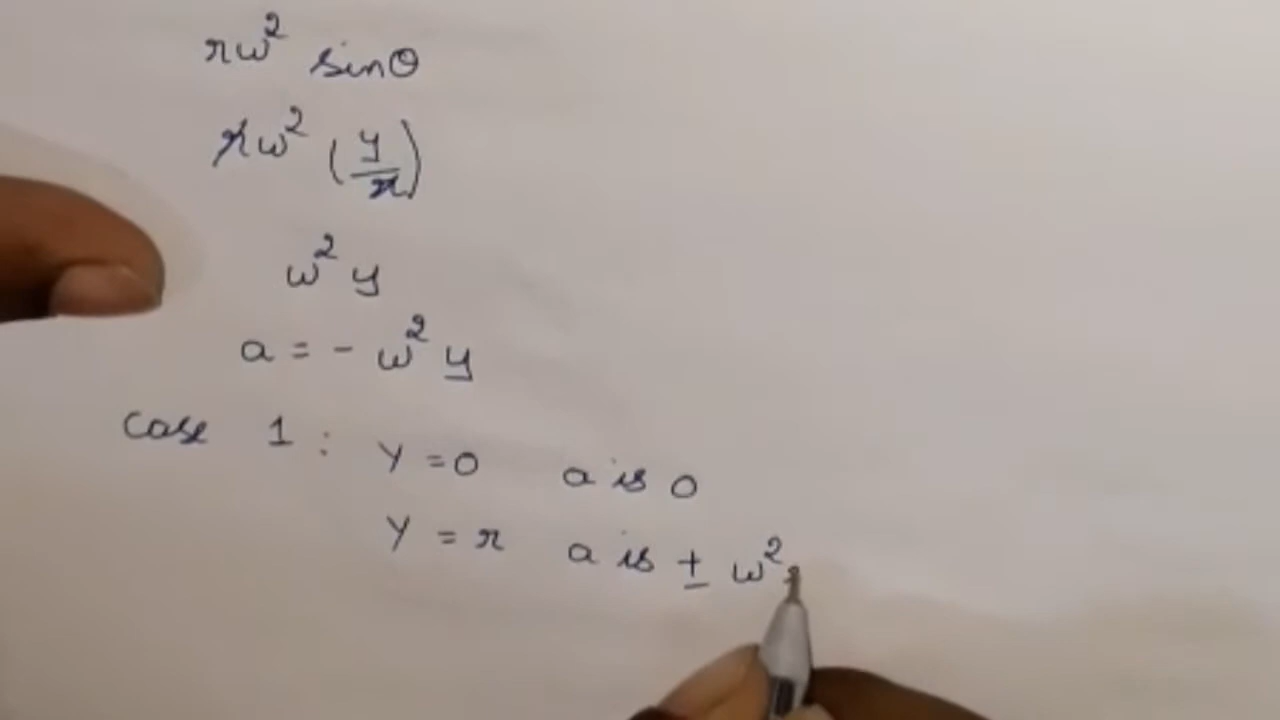 rω² sinθ
rω² (y/r)
ω² y
a = - ω² y
Case 1 : Y = 0 a is 0
Y = r a is ± ω²